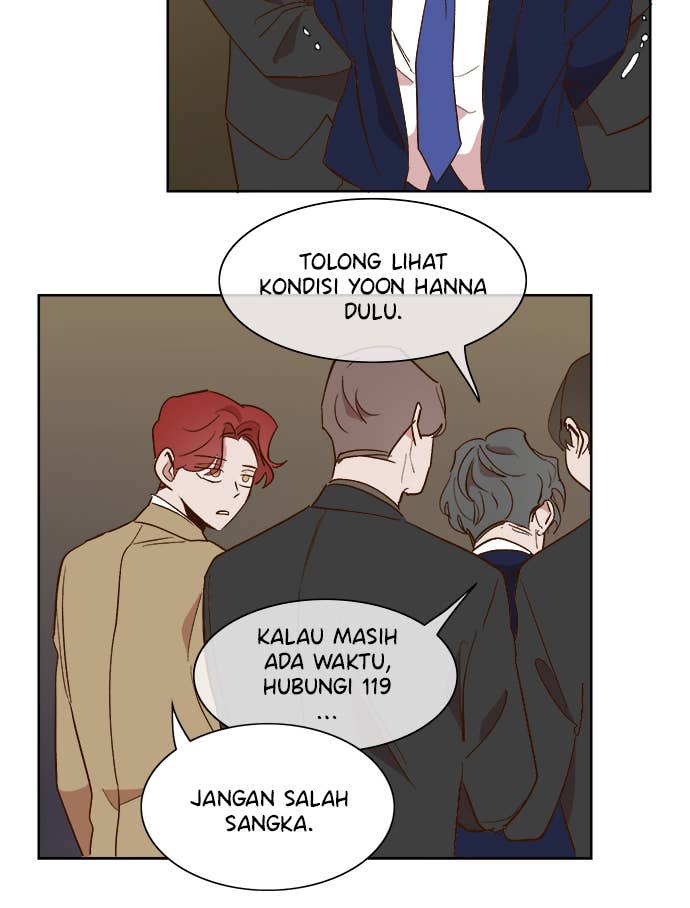 TOLONG LIHAT
KONDISI YOON HANNA
DULU.
KALAU MASIH
ADA WAKTU,
HUBUNGI 119
...
JANGAN SALAH
SANGKA.